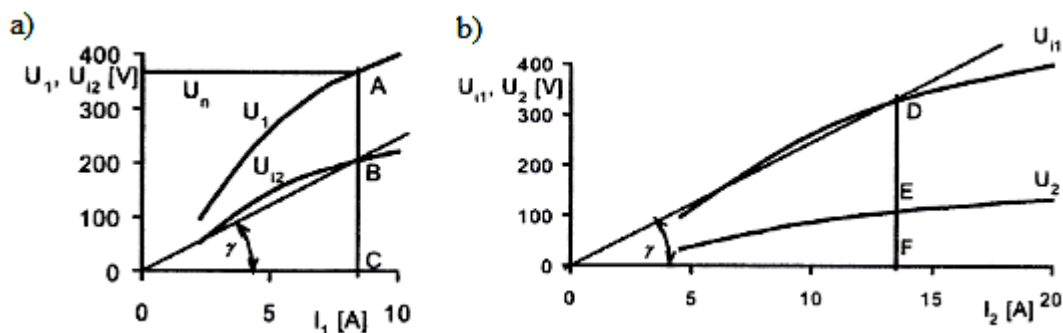 a)
400
U1, Ui2 [V]
300
200
100
0
Un
U1
Ui2
A
B
C
γ
0
5
10
I1 [A]
b)
400
Ui1, U2 [V]
300
200
100
0
Ui1
D
U2
E
F
γ
0
5
10
15
20
I2 [A]